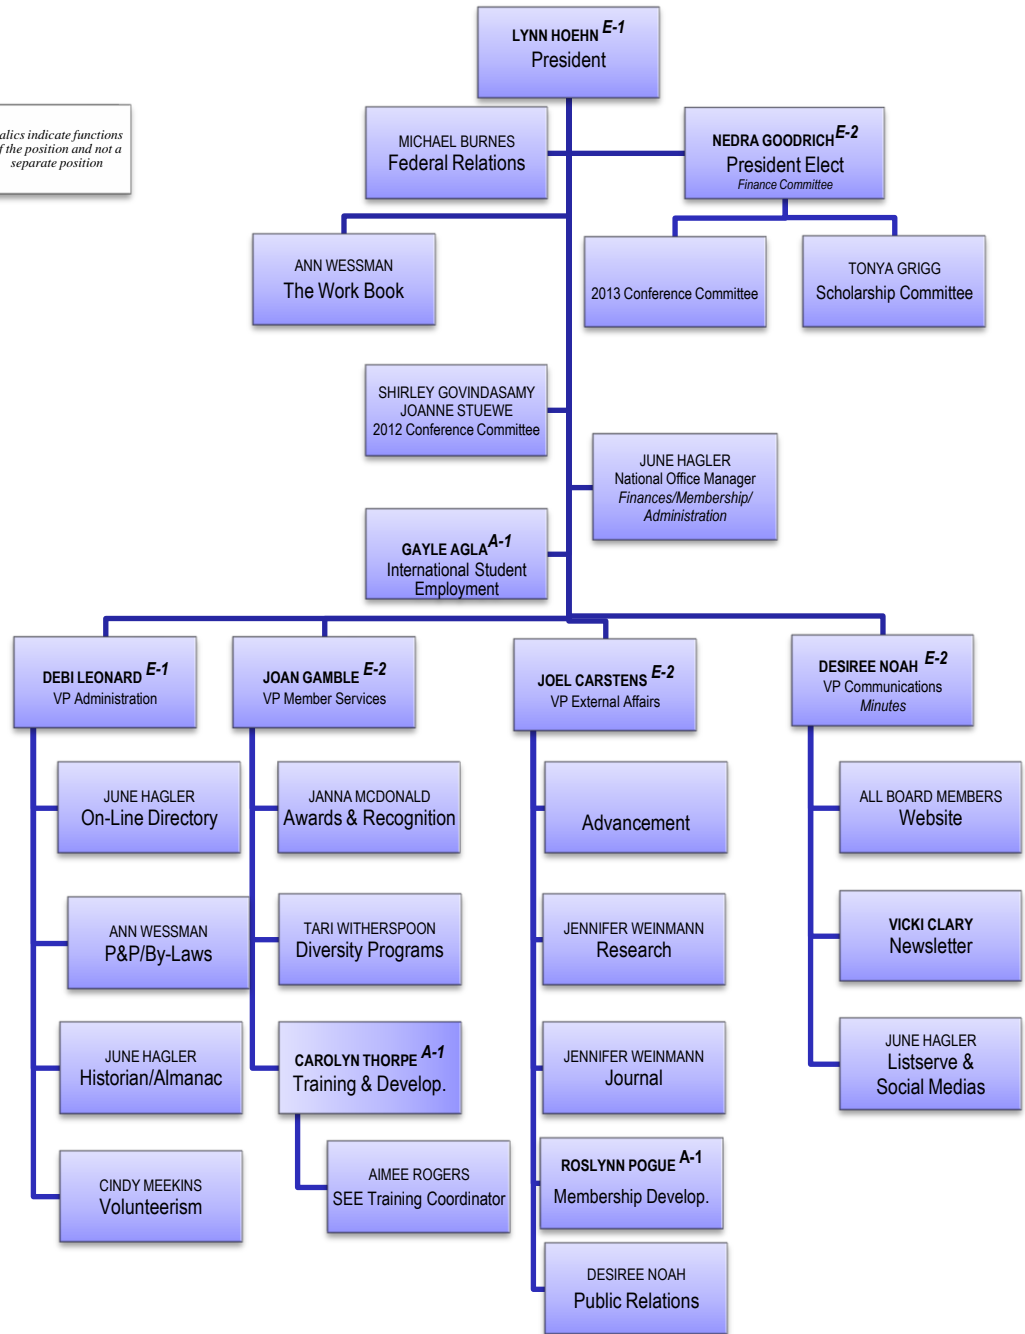 LYNN HOEHN E-1
President
alics indicate functions
f the position and not a
separate position
MICHAEL BURNES
Federal Relations
NEDRA GOODRICH E-2
President Elect
Finance Committee
ANN WESSMAN
The Work Book
2013 Conference Committee
TONYA GRIGG
Scholarship Committee
SHIRLEY GOVINDASAMY
JOANNE STUEWE
2012 Conference Committee
JUNE HAGLER
National Office Manager
Finances/Membership/
Administration
GAYLE AGLA A-1
International Student
Employment
DEBI LEONARD E-1
VP Administration
JOAN GAMBLE E-2
VP Member Services
JOEL CARSTENS E-2
VP External Affairs
DESIREE NOAH E-2
VP Communications
Minutes
JUNE HAGLER
On-Line Directory
JANNA MCDONALD
Awards & Recognition
Advancement
ALL BOARD MEMBERS
Website
ANN WESSMAN
P&P/By-Laws
TARI WITHERSPOON
Diversity Programs
JENNIFER WEINMANN
Research
VICKI CLARY
Newsletter
JUNE HAGLER
Historian/Almanac
CAROLYN THORPE A-1
Training & Develop.
JENNIFER WEINMANN
Journal
JUNE HAGLER
Listserve &
Social Medias
CINDY MEEKINS
Volunteerism
AIMEE ROGERS
SEE Training Coordinator
ROSLYNN POGUE A-1
Membership Develop.
DESIREE NOAH
Public Relations